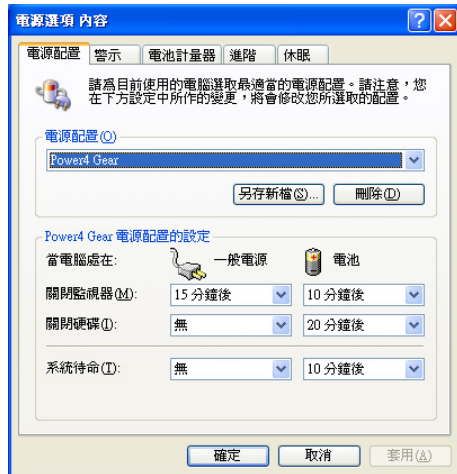 電源選項 內容
電源配置 警示 電池計量器 進階 休眠
請為目前使用的電腦選取最適當的電源配置。請注意，您
在下方設定中所作的變更，將會修改您所選取的配置。
電源配置(O)
Power4 Gear
另存新檔(S)... 刪除(D)
Power4 Gear 電源配置的設定
當電腦處在: 一般電源 電池
關閉監視器(M): 15 分鐘後 10 分鐘後
關閉硬碟(I): 無 20 分鐘後
系統待命(T): 無 10 分鐘後
確定 取消 套用(A)